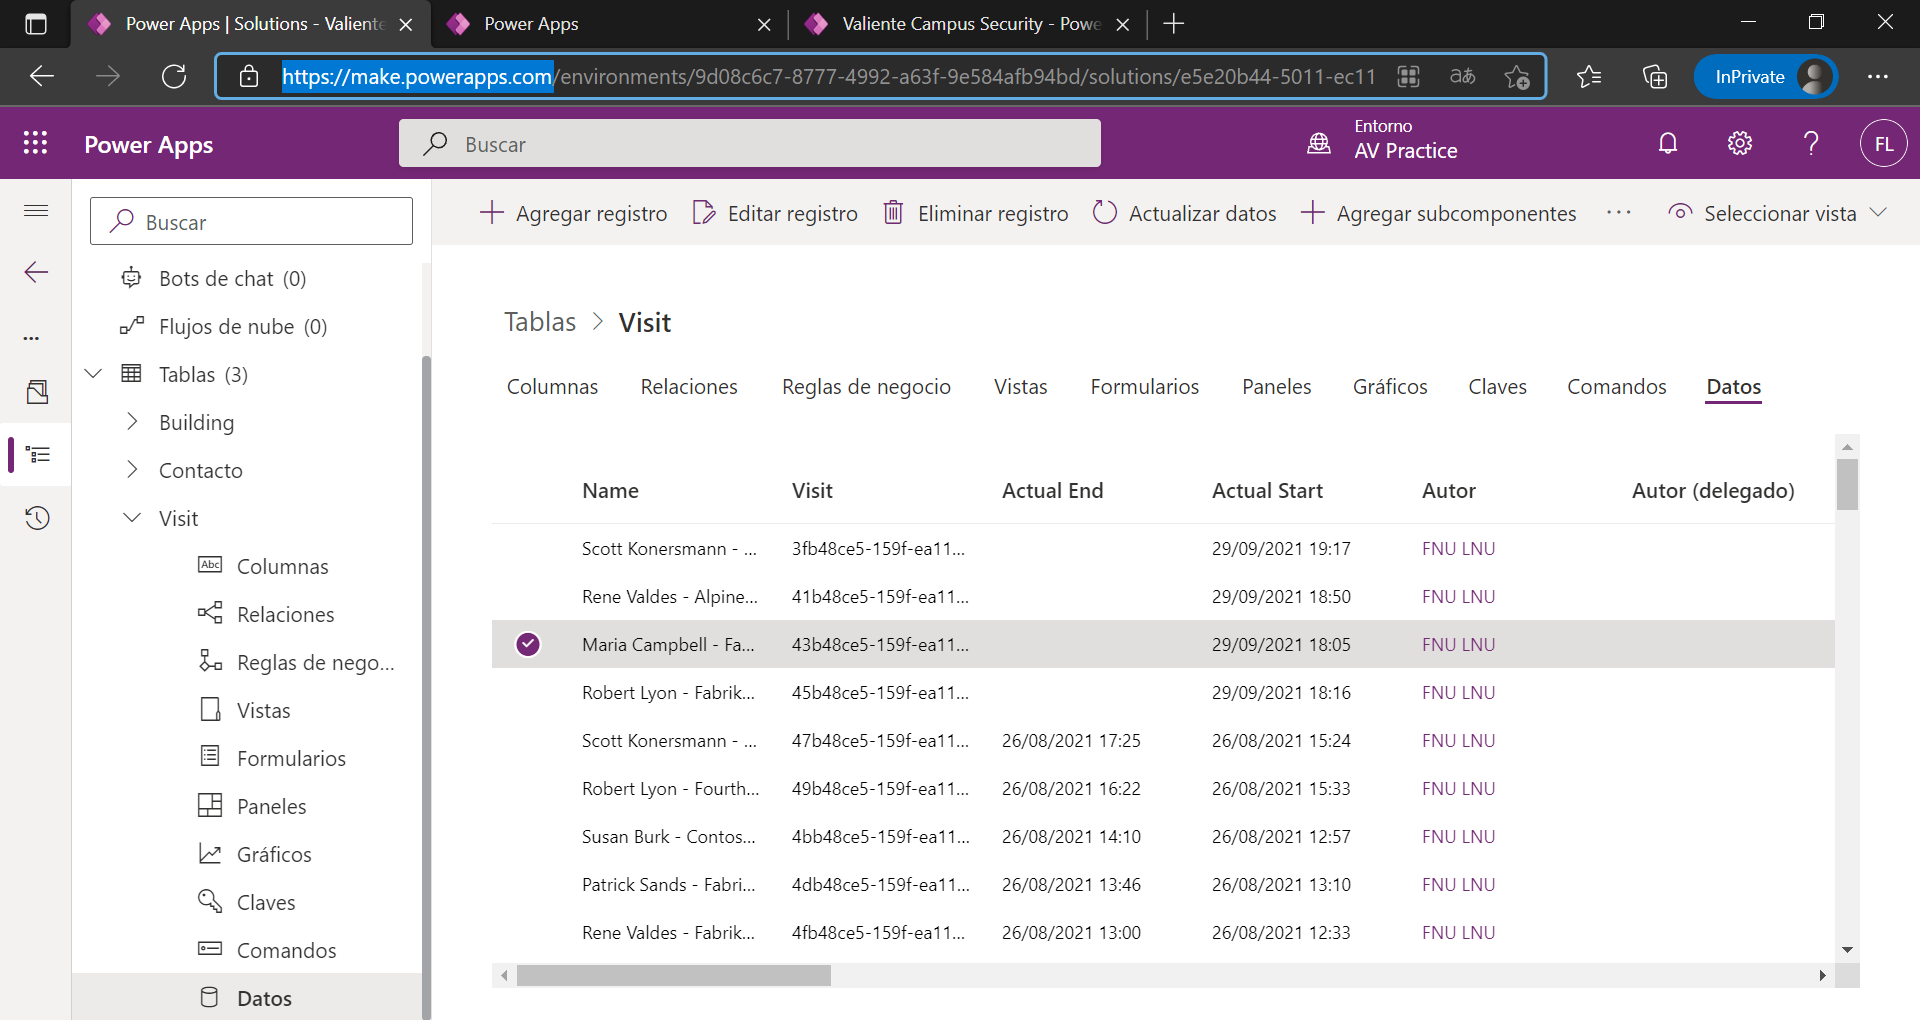 Power Apps | Solutions - Valiente
Power Apps
Valiente Campus Security - Powe
https://make.powerapps.com/environments/9d08c6c7-8777-4992-a63f-9e584afb94bd/solutions/e5e20b44-5011-ec11
aあ
InPrivate
Power Apps
Buscar
Entorno
AV Practice
FL
Buscar
Agregar registro
Editar registro
Eliminar registro
Actualizar datos
Agregar subcomponentes
Seleccionar vista
Bots de chat (0)
Flujos de nube (0)
Tablas (3)
Building
Contacto
Visit
Abc Columnas
Relaciones
Reglas de nego...
Vistas
Formularios
Paneles
Gráficos
Claves
Comandos
Datos
Tablas > Visit
Columnas Relaciones Reglas de negocio Vistas Formularios Paneles Gráficos Claves Comandos Datos
Name Visit Actual End Actual Start Autor Autor (delegado)
Scott Konersmann - ... 3fb48ce5-159f-ea11... 29/09/2021 19:17 FNU LNU
Rene Valdes - Alpine... 41b48ce5-159f-ea11... 29/09/2021 18:50 FNU LNU
Maria Campbell - Fa... 43b48ce5-159f-ea11... 29/09/2021 18:05 FNU LNU
Robert Lyon - Fabrik... 45b48ce5-159f-ea11... 29/09/2021 18:16 FNU LNU
Scott Konersmann - ... 47b48ce5-159f-ea11... 26/08/2021 17:25 26/08/2021 15:24 FNU LNU
Robert Lyon - Fourth... 49b48ce5-159f-ea11... 26/08/2021 16:22 26/08/2021 15:33 FNU LNU
Susan Burk - Contos... 4bb48ce5-159f-ea11... 26/08/2021 14:10 26/08/2021 12:57 FNU LNU
Patrick Sands - Fabri... 4db48ce5-159f-ea11... 26/08/2021 13:46 26/08/2021 13:10 FNU LNU
Rene Valdes - Fabrik... 4fb48ce5-159f-ea11... 26/08/2021 13:00 26/08/2021 12:33 FNU LNU